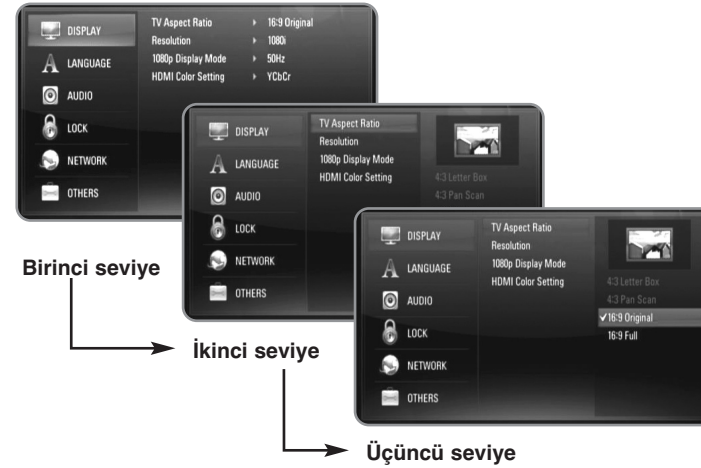 DISPLAY
LANGUAGE
AUDIO
LOCK
NETWORK
OTHERS
TV Aspect Ratio 16:9 Original
Resolution 1080i
1080p Display Mode 50Hz
HDMI Color Setting YCbCr
Birinci seviye
DISPLAY
LANGUAGE
AUDIO
LOCK
NETWORK
OTHERS
TV Aspect Ratio
Resolution
1080p Display Mode
HDMI Color Setting
4:3 Letter Box
4:3 Pan Scan
İkinci seviye
DISPLAY
LANGUAGE
AUDIO
LOCK
NETWORK
OTHERS
TV Aspect Ratio
Resolution
1080p Display Mode
HDMI Color Setting
4:3 Letter Box
4:3 Pan Scan
✓16:9 Original
16:9 Full
Üçüncü seviye